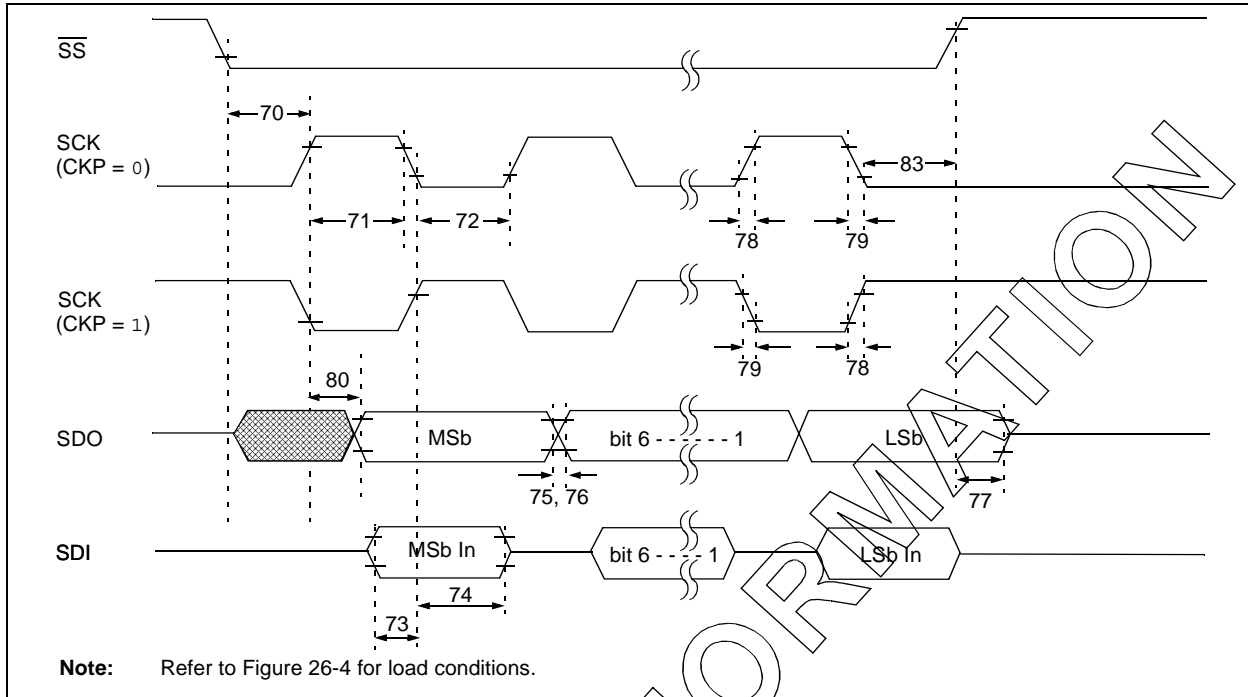 SS
70
SCK
(CKP = 0)
83
71
72
78
79
SCK
(CKP = 1)
79
78
80
SDO
MSb
bit 6 - - - - - - 1
LSb
75, 76
77
SDI
MSb In
bit 6 - - - - 1
LSb In
74
73
Note: Refer to Figure 26-4 for load conditions.
ORMATION